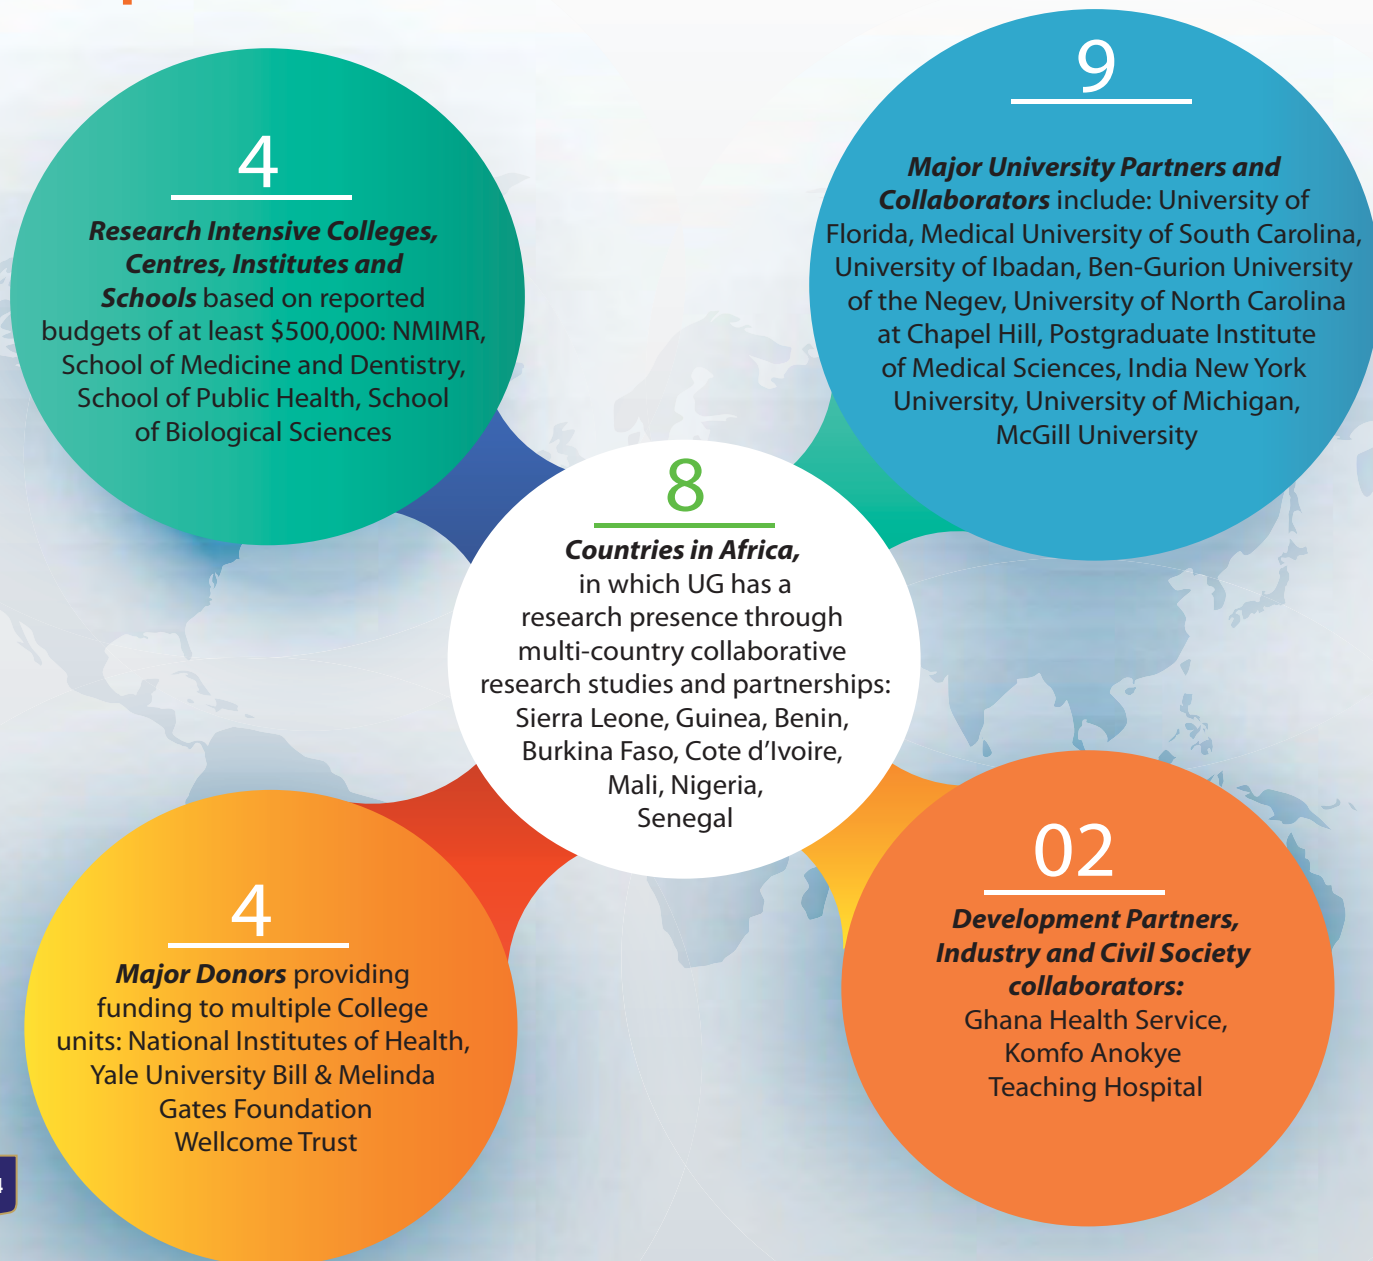 4
Research Intensive Colleges,
Centres, Institutes and
Schools based on reported
budgets of at least $500,000: NMIMR,
School of Medicine and Dentistry,
School of Public Health, School
of Biological Sciences
9
Major University Partners and
Collaborators include: University of
Florida, Medical University of South Carolina,
University of Ibadan, Ben-Gurion University
of the Negev, University of North Carolina
at Chapel Hill, Postgraduate Institute
of Medical Sciences, India New York
University, University of Michigan,
McGill University
8
Countries in Africa,
in which UG has a
research presence through
multi-country collaborative
research studies and partnerships:
Sierra Leone, Guinea, Benin,
Burkina Faso, Cote d’Ivoire,
Mali, Nigeria,
Senegal
4
Major Donors providing
funding to multiple College
units: National Institutes of Health,
Yale University Bill & Melinda
Gates Foundation
Wellcome Trust
02
Development Partners,
Industry and Civil Society
collaborators:
Ghana Health Service,
Komfo Anokye
Teaching Hospital